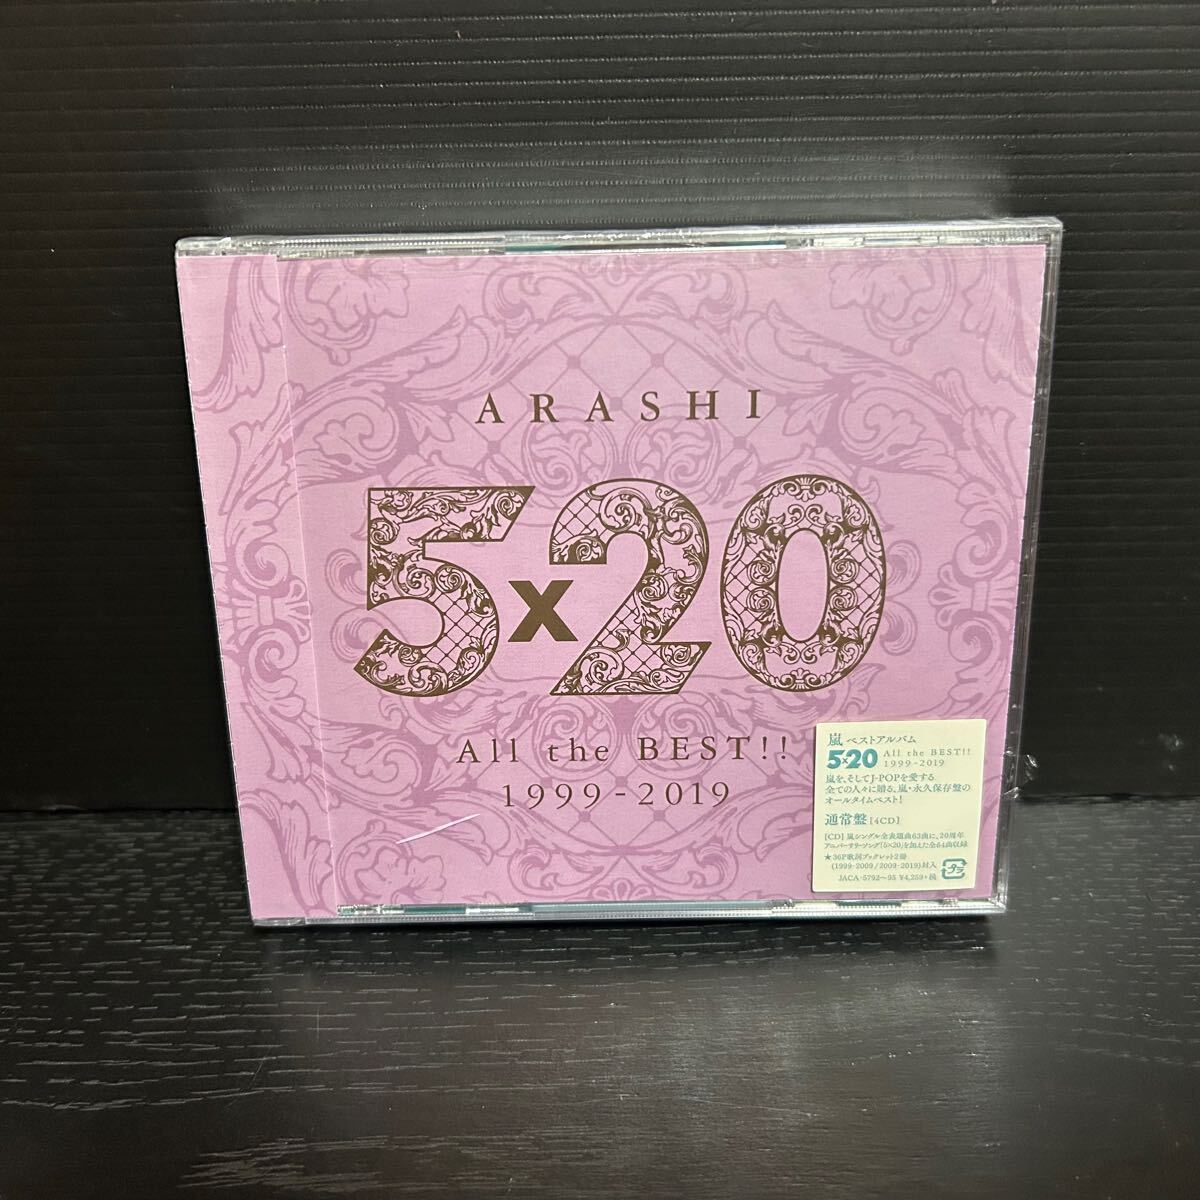 ARASHI
5x20
All the BEST!!
1999-2019
嵐 ベストアルバム
5x20 All the BEST!!
1999-2019
嵐を、そしてJ-POPを愛する
全ての人々に贈る、嵐・永久保存盤の
オールタイムベスト!
通常盤 [4CD]
[CD] 嵐シングル全表題曲63曲に、20周年
アニバーサリーソング「5×20」を加えた全64曲収録
★36P歌詞ブックレット2冊
(1999-2009/2009-2019)封入
JACA-5792~95 ¥4,259+税
プラ